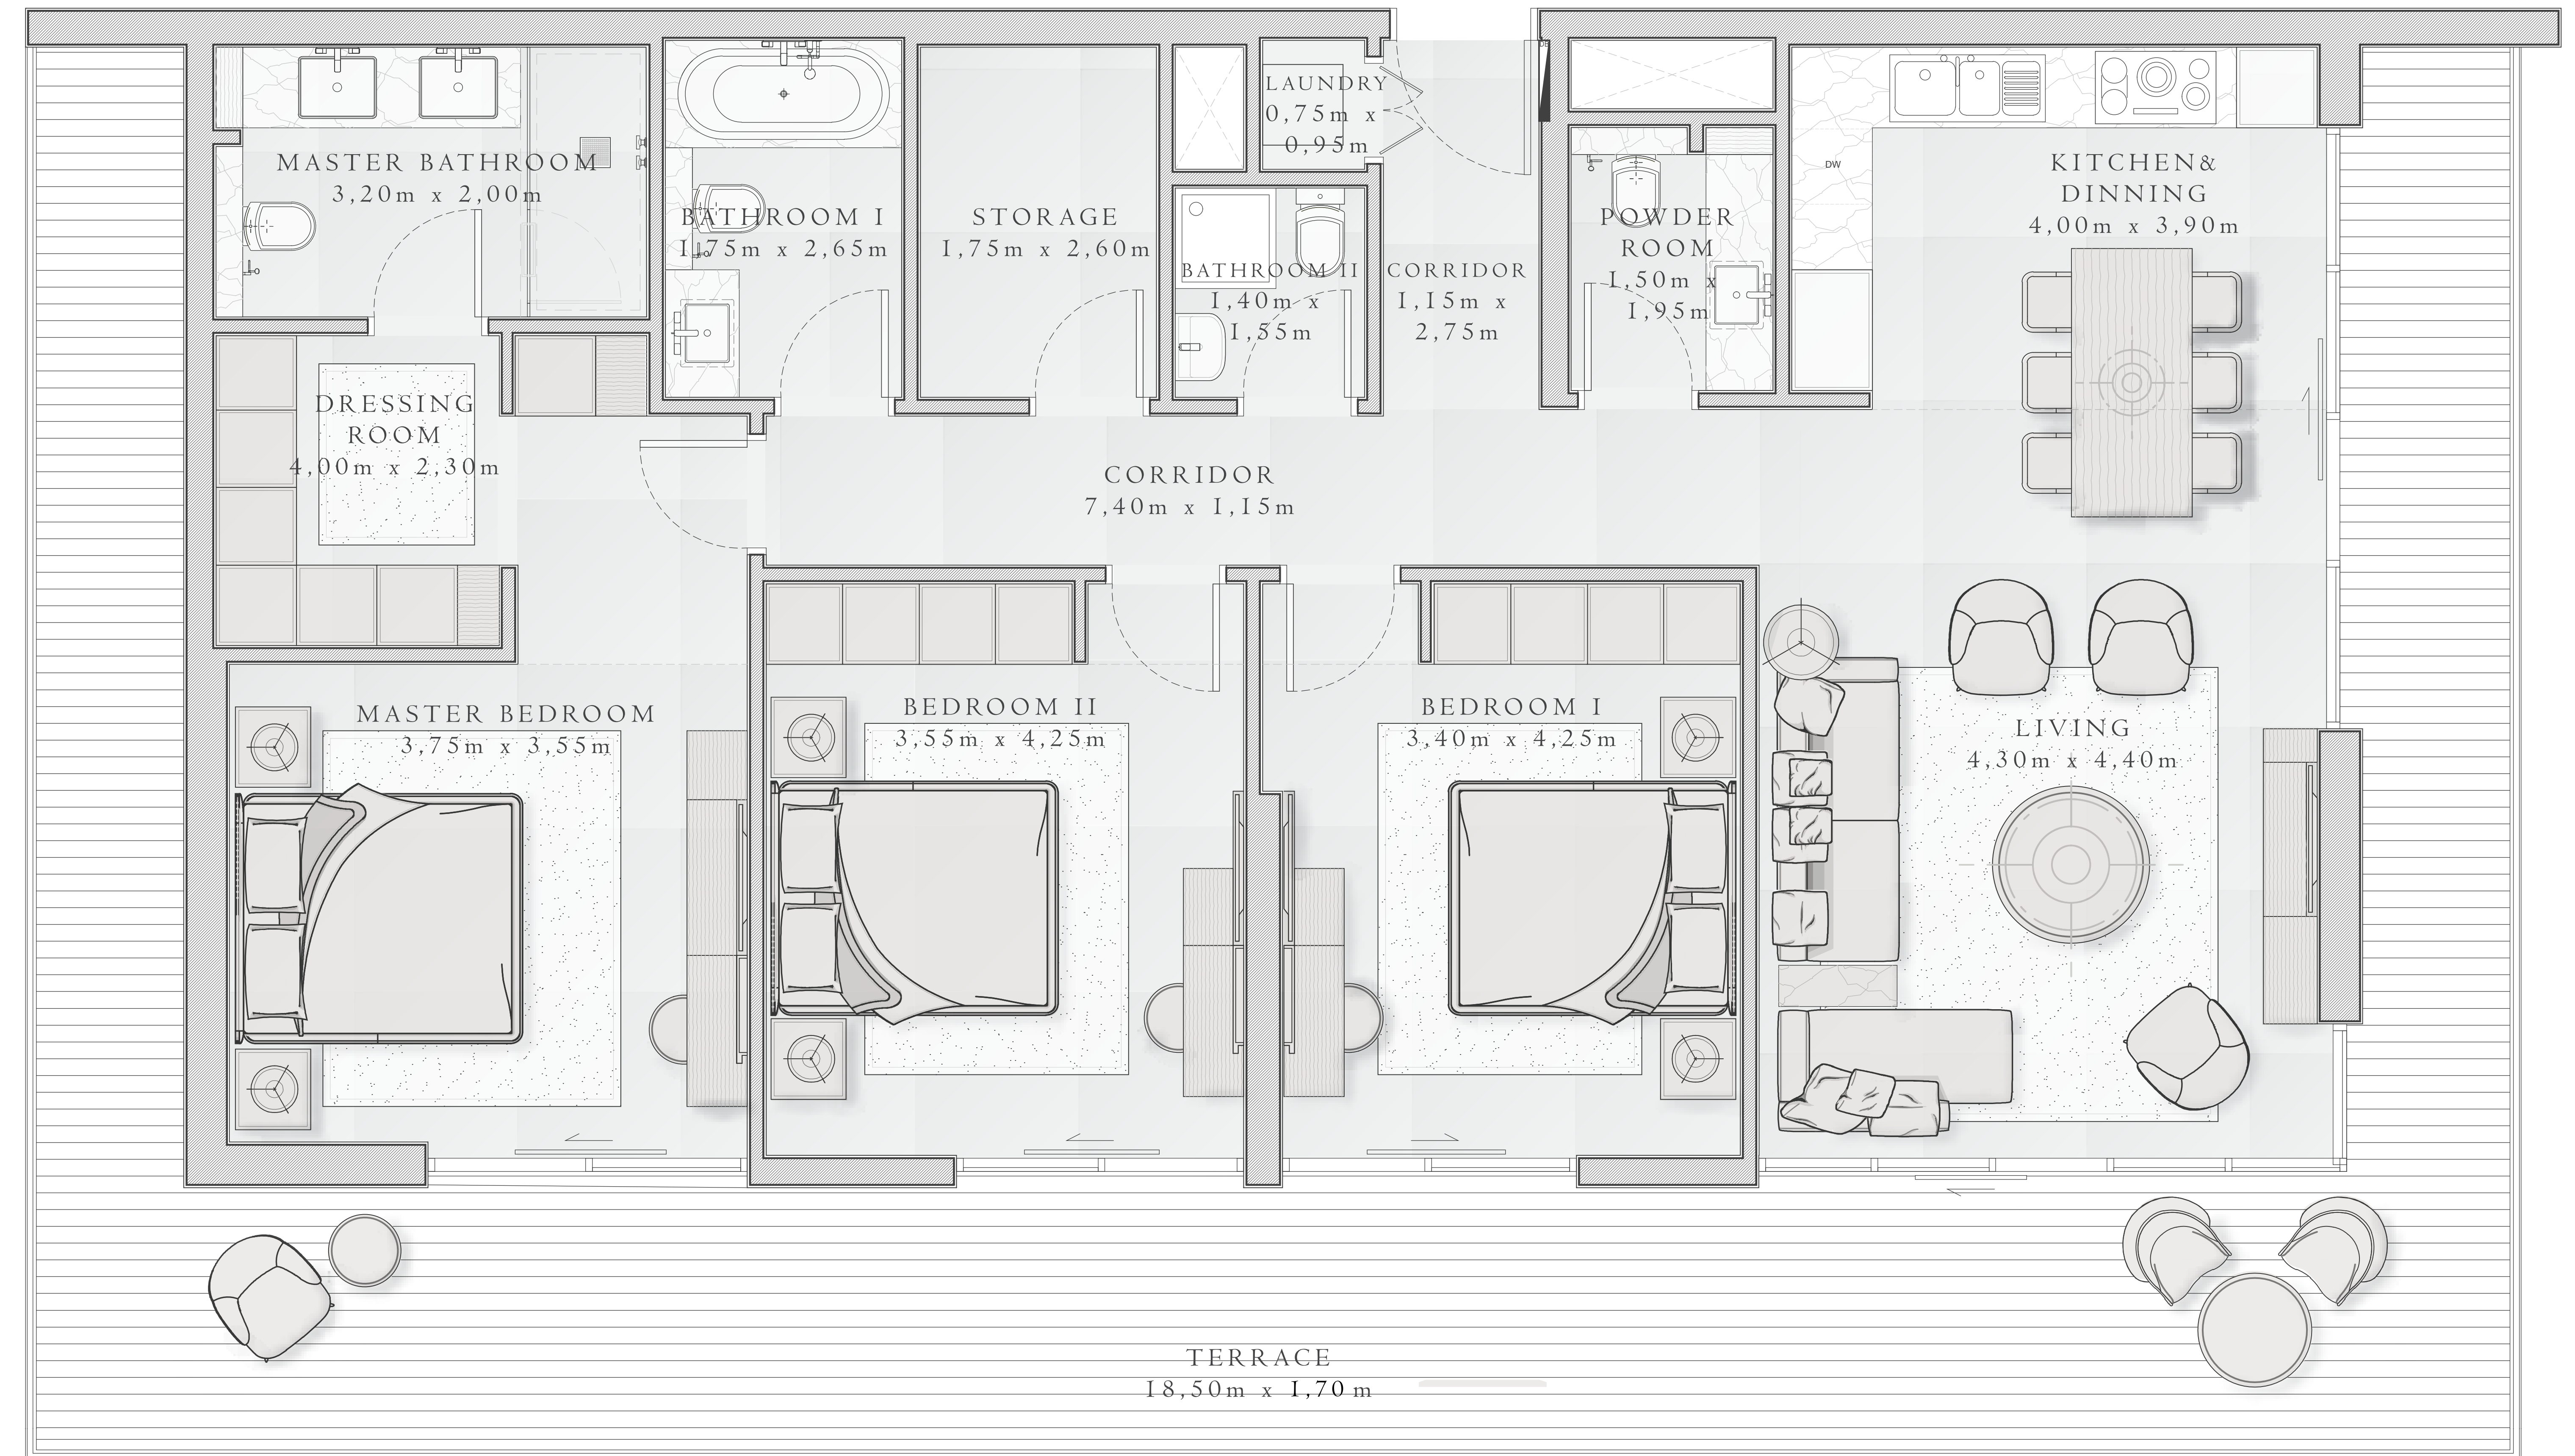 LAUNDRY
0,75m x
0,95m
MASTER BATHROOM
3,20m x 2,00m
BATHROOM I
1,75m x 2,65m
STORAGE
1,75m x 2,60m
BATHROOM II
1,40m x
1,55m
CORRIDOR
1,15m x
2,75m
POWDER
ROOM
1,50m x
1,95m
DW
KITCHEN&
DINNING
4,00m x 3,90m
DRESSING
ROOM
4,00m x 2,30m
CORRIDOR
7,40m x 1,15m
MASTER BEDROOM
3,75m x 3,55m
BEDROOM II
3,55m x 4,25m
BEDROOM I
3,40m x 4,25m
LIVING
4,30m x 4,40m
TERRACE
18,50m x 1,70 m